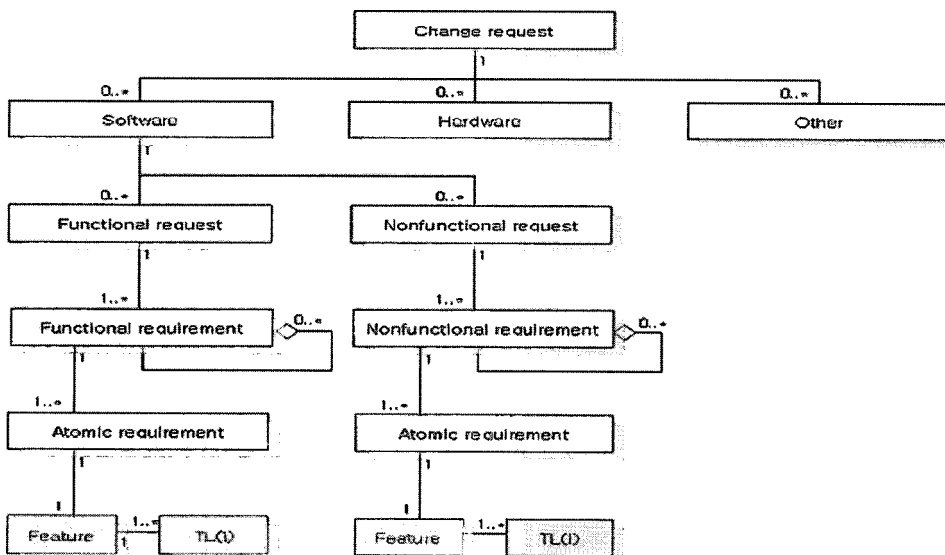 Change request
1
0..* 0..* 0..*
Software Hardware Other
1
0..* 0..*
Functional request Nonfunctional request
1 1
1..* 1..*
Functional requirement 0..* Nonfunctional requirement 0..*
1 1
1..* 1..*
Atomic requirement Atomic requirement
1 1
1 1
Feature 1 1..* TL(1) Feature 1..* TL(1)